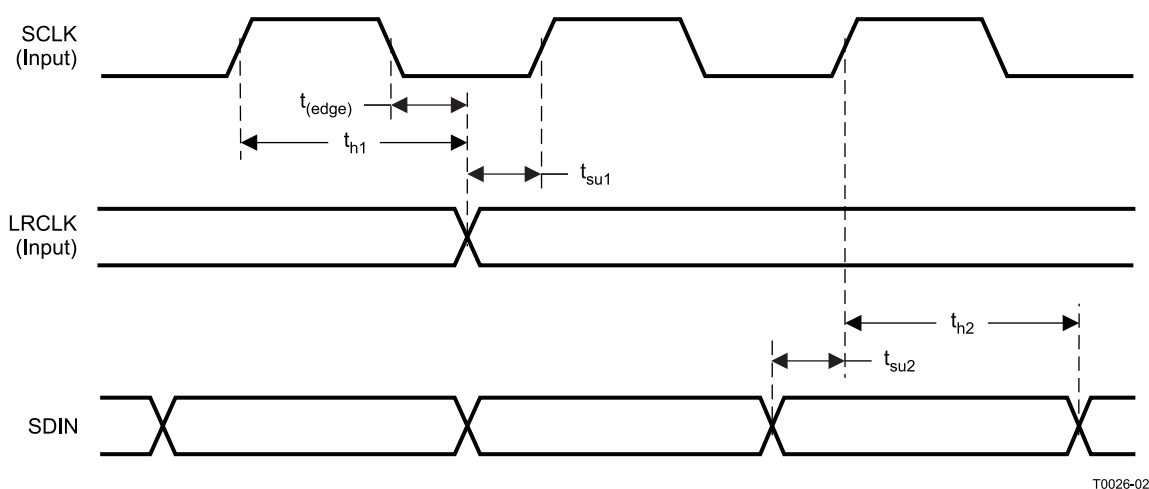 SCLK
(Input)
t(edge)
th1
tsu1
LRCLK
(Input)
th2
tsu2
SDIN
T0026-02